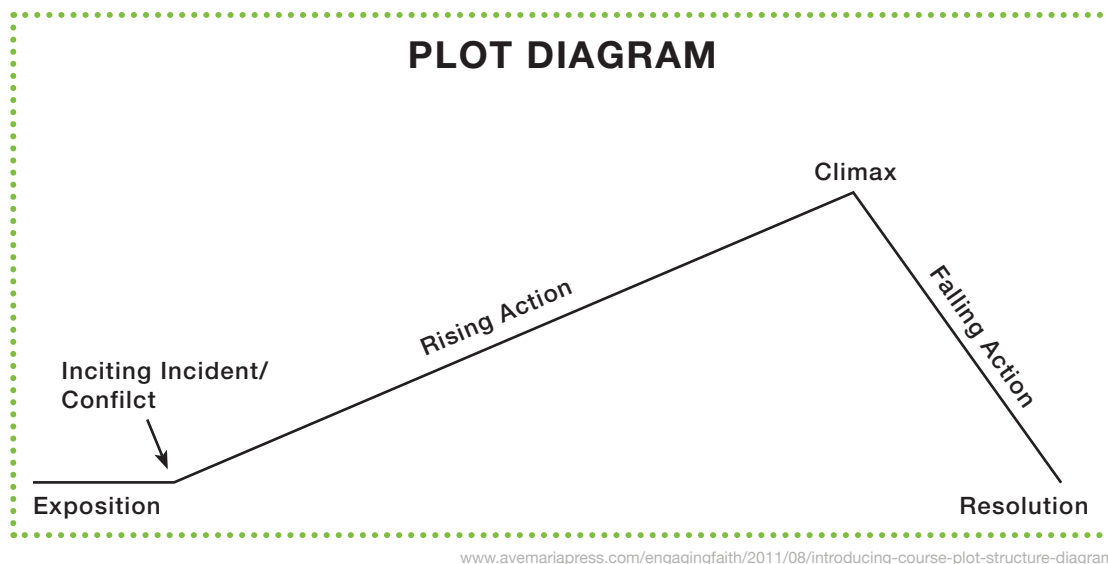 PLOT DIAGRAM
Climax
Rising Action
Falling Action
Inciting Incident/
Confilct
Exposition
Resolution
www.avemariapress.com/engagingfaith/2011/08/introducing-course-plot-structure-diagram